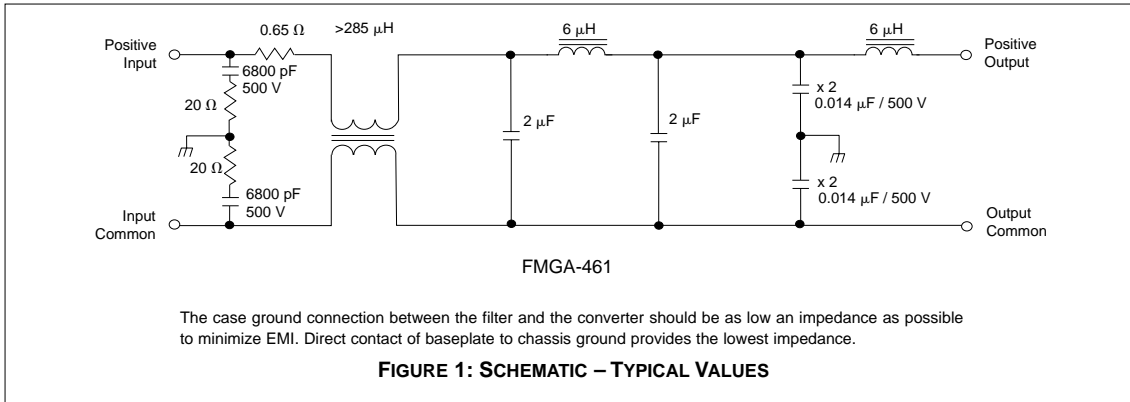 0.65 Ω
>285 μH
6 μH
6 μH
Positive
Input
Positive
Output
6800 pF
500 V
20 Ω
x 2
0.014 μF / 500 V
2 μF
2 μF
20 Ω
6800 pF
500 V
x 2
0.014 μF / 500 V
Input
Common
Output
Common
FMGA-461
The case ground connection between the filter and the converter should be as low an impedance as possible
to minimize EMI. Direct contact of baseplate to chassis ground provides the lowest impedance.
FIGURE 1: SCHEMATIC – TYPICAL VALUES